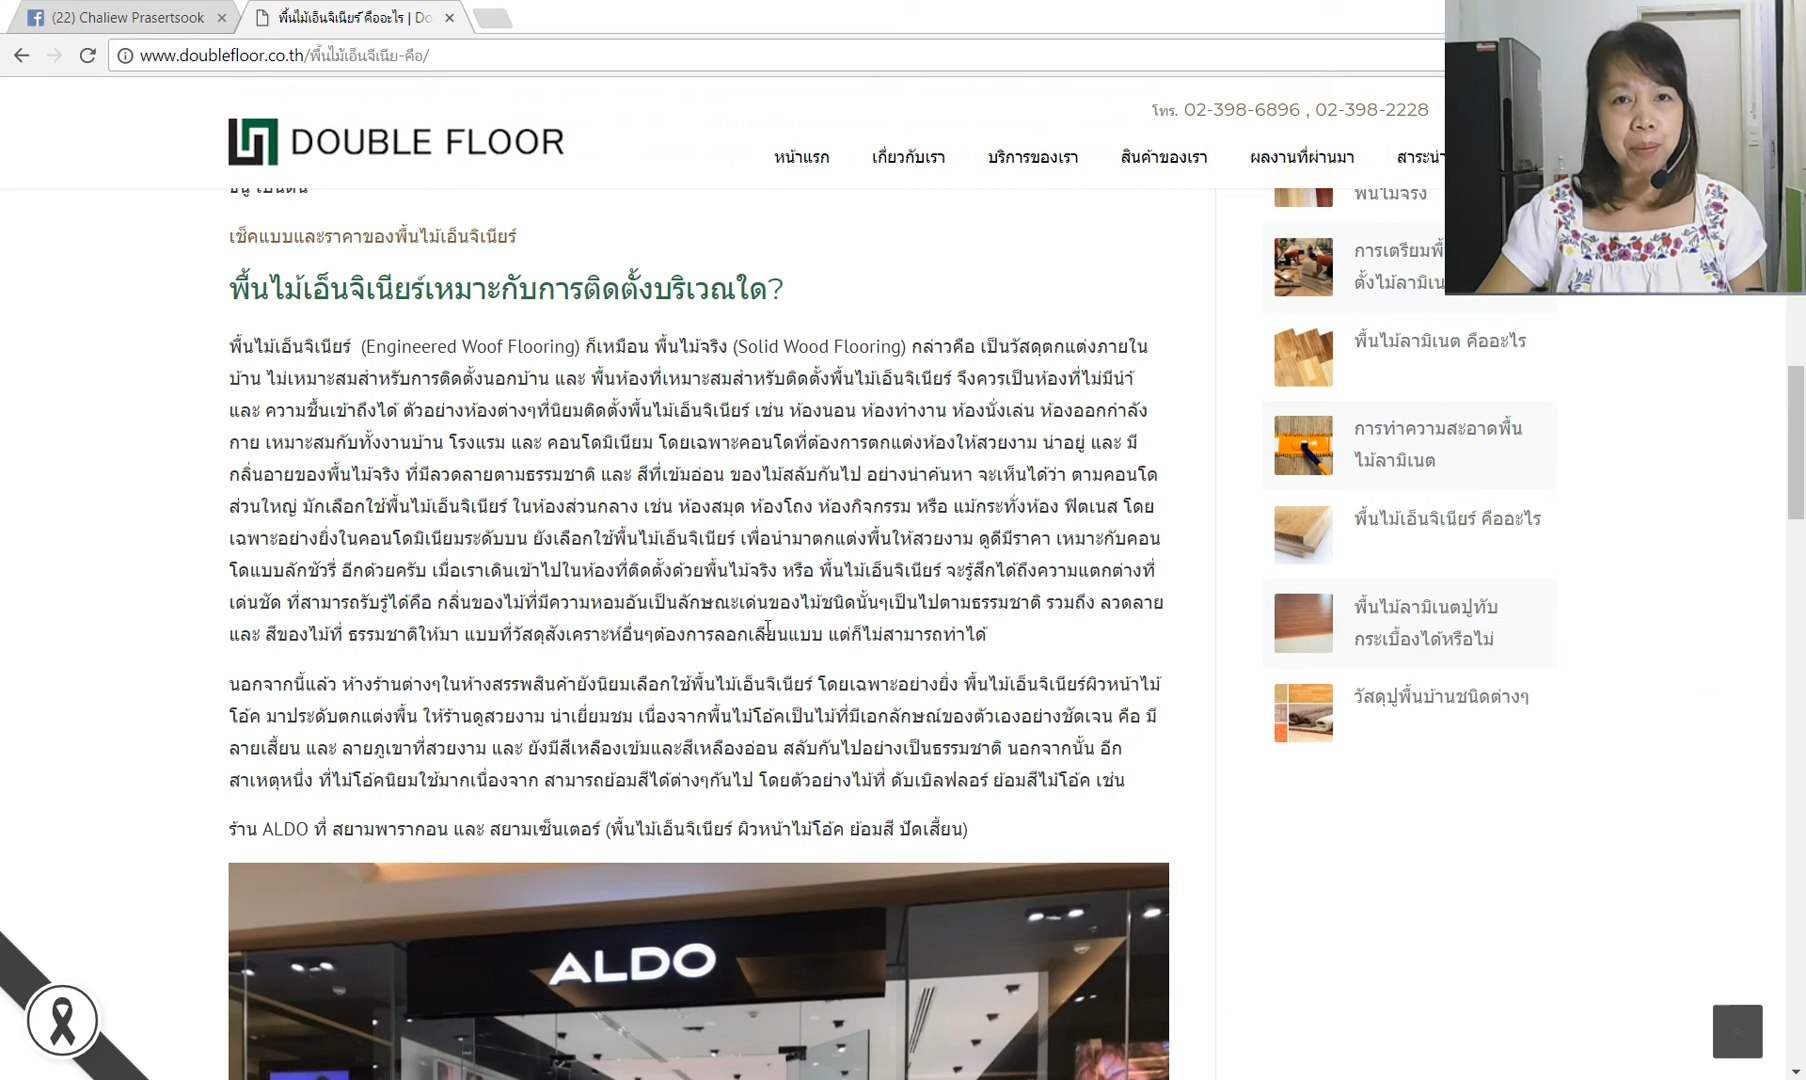 (22) Chaliew Prasertsook
พื้นไม้เอ็นจิเนียร์ คืออะไร | Do
www.doublefloor.co.th/พื้นไม้เอ็นจีเนีย-คือ/
โทร. 02-398-6896 , 02-398-2228
DOUBLE FLOOR
หน้าแรก เกี่ยวกับเรา บริการของเรา สินค้าของเรา ผลงานที่ผ่านมา สาระน่า
ธนู เป็นต้น
เช็คแบบและราคาของพื้นไม้เอ็นจิเนียร์
พื้นไม้เอ็นจิเนียร์เหมาะกับการติดตั้งบริเวณใด?
พื้นไม้เอ็นจิเนียร์ (Engineered Woof Flooring) ก็เหมือน พื้นไม้จริง (Solid Wood Flooring) กล่าวคือ เป็นวัสดุตกแต่งภายใน
บ้าน ไม่เหมาะสมสำหรับการติดตั้งนอกบ้าน และ พื้นห้องที่เหมาะสมสำหรับติดตั้งพื้นไม้เอ็นจิเนียร์ จึงควรเป็นห้องที่ไม่มีน้ำ
และ ความชื้นเข้าถึงได้ ตัวอย่างห้องต่างๆที่นิยมติดตั้งพื้นไม้เอ็นจิเนียร์ เช่น ห้องนอน ห้องทำงาน ห้องนั่งเล่น ห้องออกกำลัง
กาย เหมาะสมกับทั้งงานบ้าน โรงแรม และ คอนโดมิเนียม โดยเฉพาะคอนโดที่ต้องการตกแต่งห้องให้สวยงาม น่าอยู่ และ มี
กลิ่นอายของพื้นไม้จริง ที่มีลวดลายตามธรรมชาติ และ สีที่เข้มอ่อน ของไม้สลับกันไป อย่างน่าค้นหา จะเห็นได้ว่า ตามคอนโด
ส่วนใหญ่ มักเลือกใช้พื้นไม้เอ็นจิเนียร์ ในห้องส่วนกลาง เช่น ห้องสมุด ห้องโถง ห้องกิจกรรม หรือ แม้กระทั่งห้อง ฟิตเนส โดย
เฉพาะอย่างยิ่งในคอนโดมิเนียมระดับบน ยังเลือกใช้พื้นไม้เอ็นจิเนียร์ เพื่อนำมาตกแต่งพื้นให้สวยงาม ดูดีมีราคา เหมาะกับคอน
โดแบบลักชัวรี่ อีกด้วยครับ เมื่อเราเดินเข้าไปในห้องที่ติดตั้งด้วยพื้นไม้จริง หรือ พื้นไม้เอ็นจิเนียร์ จะรู้สึกได้ถึงความแตกต่างที่
เด่นชัด ที่สามารถรับรู้ได้คือ กลิ่นของไม้ที่มีความหอมอันเป็นลักษณะเด่นของไม้ชนิดนั้นๆเป็นไปตามธรรมชาติ รวมถึง ลวดลาย
และ สีของไม้ที่ ธรรมชาติให้มา แบบที่วัสดุสังเคราะห์อื่นๆต้องการลอกเลียนแบบ แต่ก็ไม่สามารถทำได้
นอกจากนี้แล้ว ห้างร้านต่างๆในห้างสรรพสินค้ายังนิยมเลือกใช้พื้นไม้เอ็นจิเนียร์ โดยเฉพาะอย่างยิ่ง พื้นไม้เอ็นจิเนียร์ผิวหน้าไม้
โอ้ค มาประดับตกแต่งพื้น ให้ร้านดูสวยงาม น่าเยี่ยมชม เนื่องจากพื้นไม้โอ้คเป็นไม้ที่มีเอกลักษณ์ของตัวเองอย่างชัดเจน คือ มี
ลายเสี้ยน และ ลายภูเขาที่สวยงาม และ ยังมีสีเหลืองเข้มและสีเหลืองอ่อน สลับกันไปอย่างเป็นธรรมชาติ นอกจากนั้น อีก
สาเหตุหนึ่ง ที่ไม้โอ้คนิยมใช้มากเนื่องจาก สามารถย้อมสีได้ต่างๆกันไป โดยตัวอย่างไม้ที่ ดับเบิลฟลอร์ ย้อมสีไม้โอ้ค เช่น
ร้าน ALDO ที่ สยามพารากอน และ สยามเซ็นเตอร์ (พื้นไม้เอ็นจิเนียร์ ผิวหน้าไม้โอ้ค ย้อมสี ปัดเสี้ยน)
ALDO
พื้นไม้จริง
การเตรียมพื้
ตั้งไม้ลามิเน
พื้นไม้ลามิเนต คืออะไร
การทำความสะอาดพื้น
ไม้ลามิเนต
พื้นไม้เอ็นจิเนียร์ คืออะไร
พื้นไม้ลามิเนตปูทับ
กระเบื้องได้หรือไม่
วัสดุปูพื้นบ้านชนิดต่างๆ